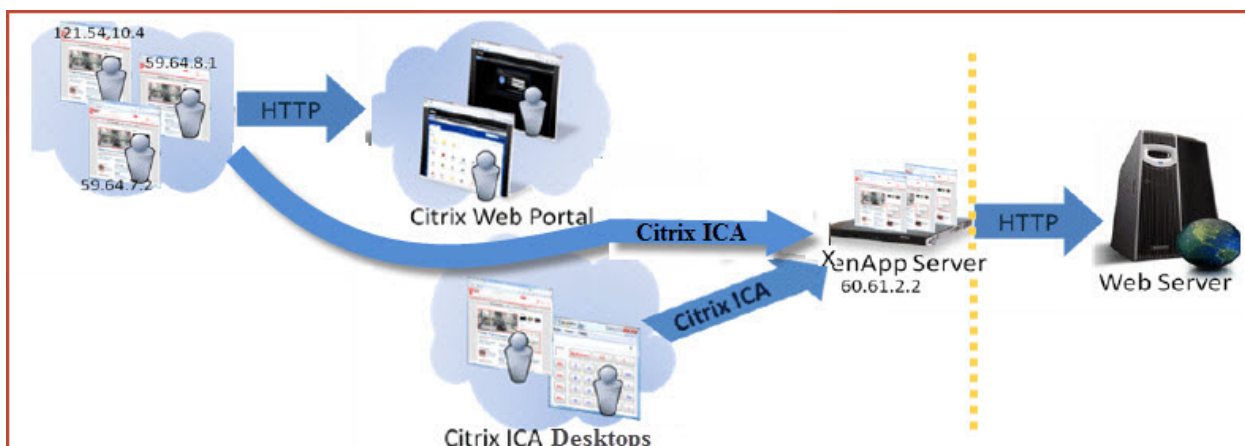 121.54.10.4
59.64.8.1
59.64.7.2
HTTP
Citrix Web Portal
Citrix ICA
Citrix ICA
Citrix ICA Desktops
XenApp Server
60.61.2.2
HTTP
Web Server